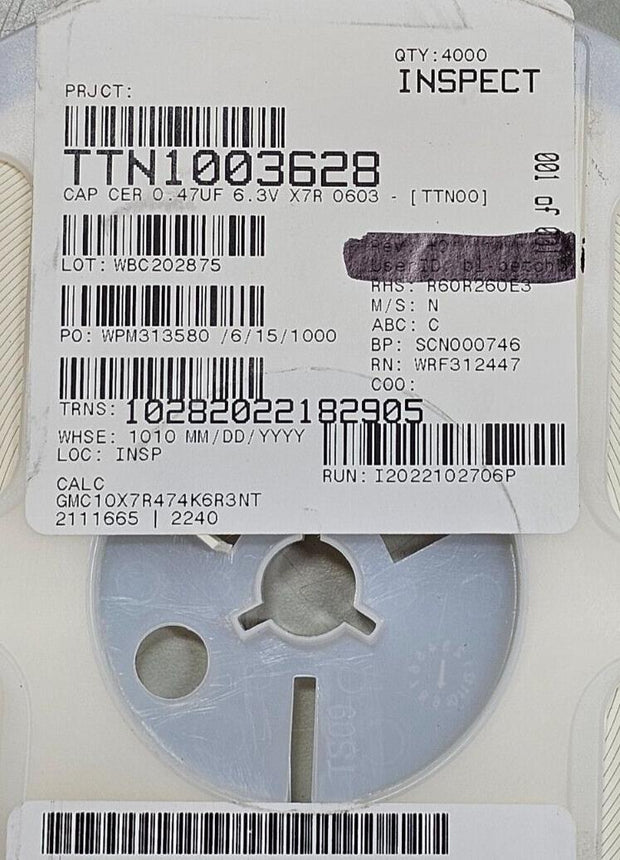 QTY:4000
INSPECT
PRJCT:
TTN1003628
CAP CER 0.47UF 6.3V X7R 0603 - [TTN00]
001 of 100
LOT: WBC202875
RHS: R60R260E3
PO: WPM313580 /6/15/1000
M/S: N
ABC: C
BP: SCN000746
RN: WRF312447
COO:
TRNS: 10282022182905
WHSE: 1010 MM/DD/YYYY
LOC: INSP
RUN: I2022102706P
CALC
GMC10X7R474K6R3NT
2111665 | 2240